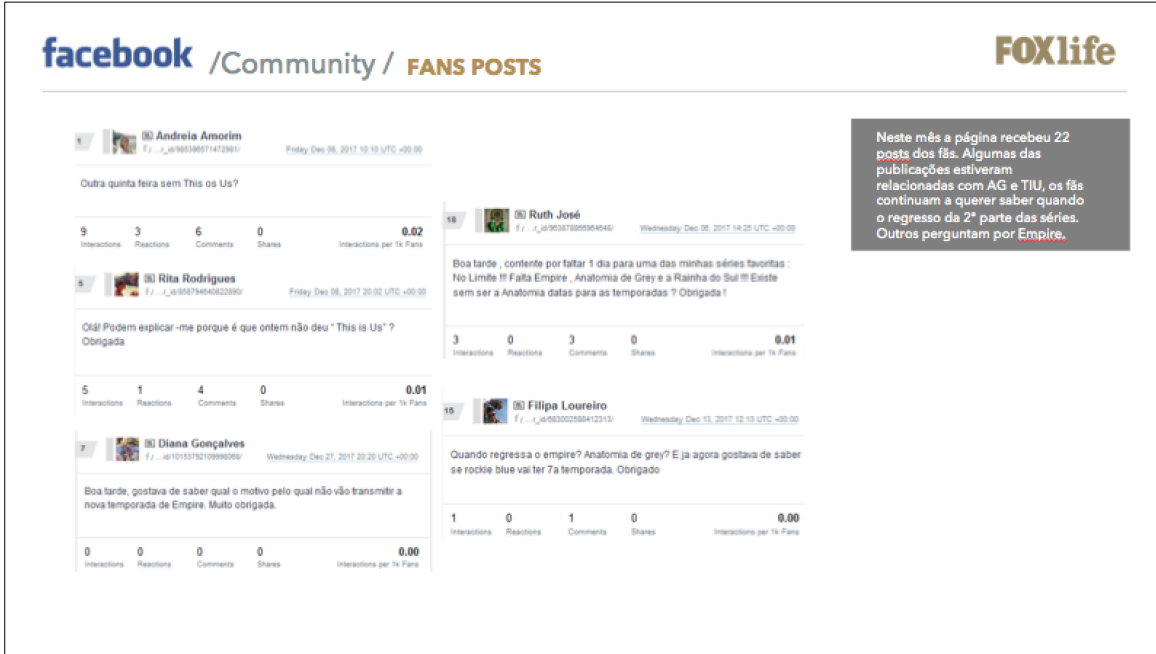 facebook /Community / FANS POSTS
FOXlife
1
Andreia Amorim
Friday Dec 08, 2017 10:10 UTC +00:00
Outra quinta feira sem This os Us?
9 3 6 0 0.02
Interactions Reactions Comments Shares Interactions per 1k Fans
5
Rita Rodrigues
Friday Dec 08, 2017 20:02 UTC +00:00
Olá! Podem explicar -me porque é que ontem não deu " This is Us" ?
Obrigada
5 1 4 0 0.01
Interactions Reactions Comments Shares Interactions per 1k Fans
7
Diana Gonçalves
Wednesday Dec 27, 2017 20:20 UTC +00:00
Boa tarde, gostava de saber qual o motivo pelo qual não vão transmitir a
nova temporada de Empire. Muito obrigada.
0 0 0 0 0.00
Interactions Reactions Comments Shares Interactions per 1k Fans
Ruth José
Wednesday Dec 06, 2017 14:25 UTC +00:00
Boa tarde , contente por faltar 1 dia para uma das minhas séries favoritas :
No Limite !!! Falta Empire , Anatomia de Grey e a Rainha do Sul !!! Existe
sem ser a Anatomia datas para as temporadas ? Obrigada !
3 0 3 0 0.01
Interactions Reactions Comments Shares Interactions per 1k Fans
15
Filipa Loureiro
Wednesday Dec 13, 2017 12:13 UTC +00:00
Quando regressa o empire? Anatomia de grey? E ja agora gostava de saber
se rockie blue vai ter 7a temporada. Obrigado
1 0 1 0 0.00
Interactions Reactions Comments Shares Interactions per 1k Fans
Neste mês a página recebeu 22
posts dos fãs. Algumas das
publicações estiveram
relacionadas com AG e TIU, os fãs
continuam a querer saber quando
o regresso da 2ª parte das séries.
Outros perguntam por Empire.